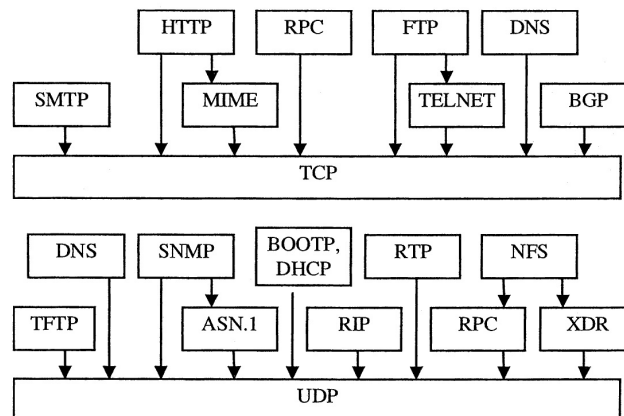 HTTP RPC FTP DNS
SMTP MIME TELNET BGP
TCP
DNS SNMP BOOTP, RTP NFS
DHCP
TFTP ASN.1 RIP RPC XDR
UDP